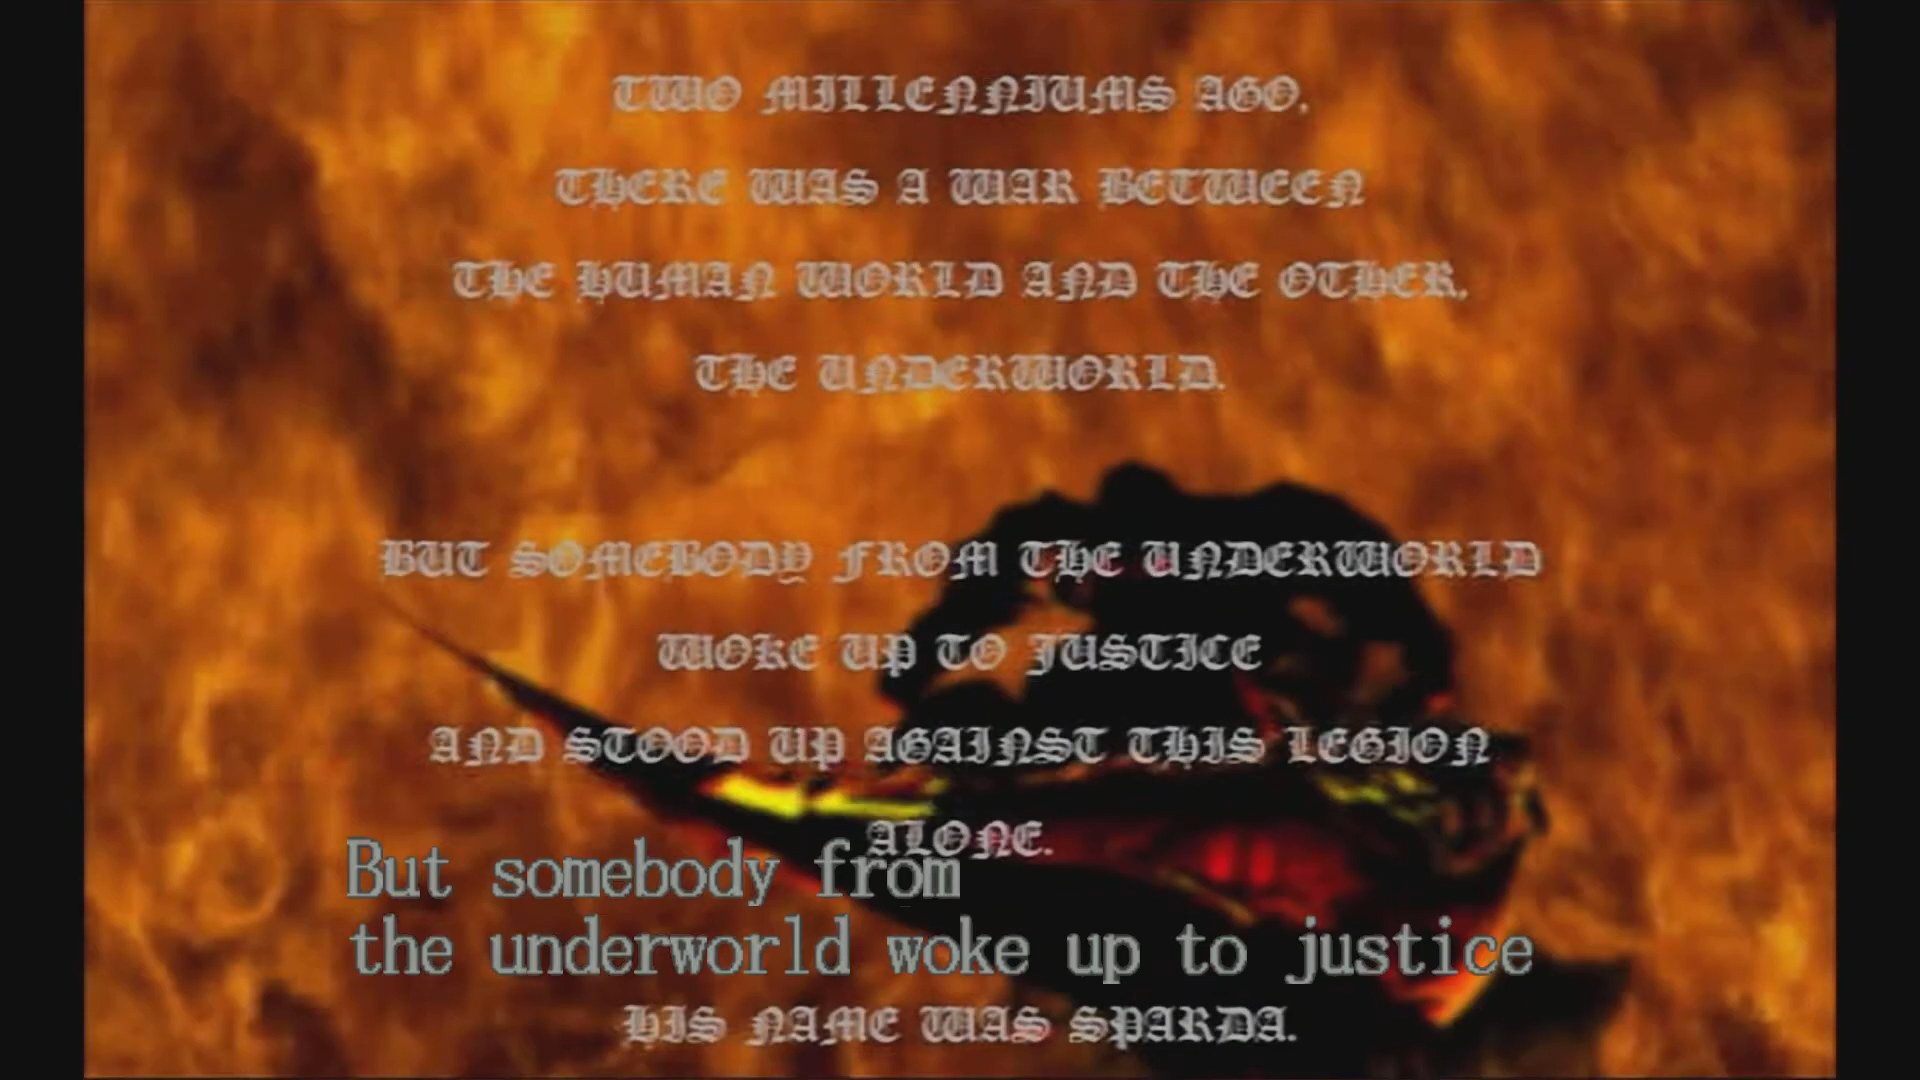 TWO MILLENNIUMS AGO,
THERE WAS A WAR BETWEEN
THE HUMAN WORLD AND THE OTHER,
THE UNDERWORLD.
BUT SOMEBODY FROM THE UNDERWORLD
WOKE UP TO JUSTICE
AND STOOD UP AGAINST THIS LEGION
ALONE.
But somebody from
the underworld woke up to justice
HIS NAME WAS SPARDA.